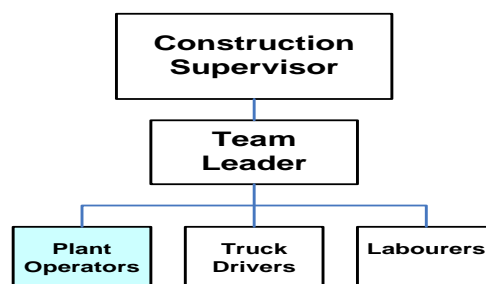 Construction
Supervisor
Team
Leader
Plant
Operators
Truck
Drivers
Labourers